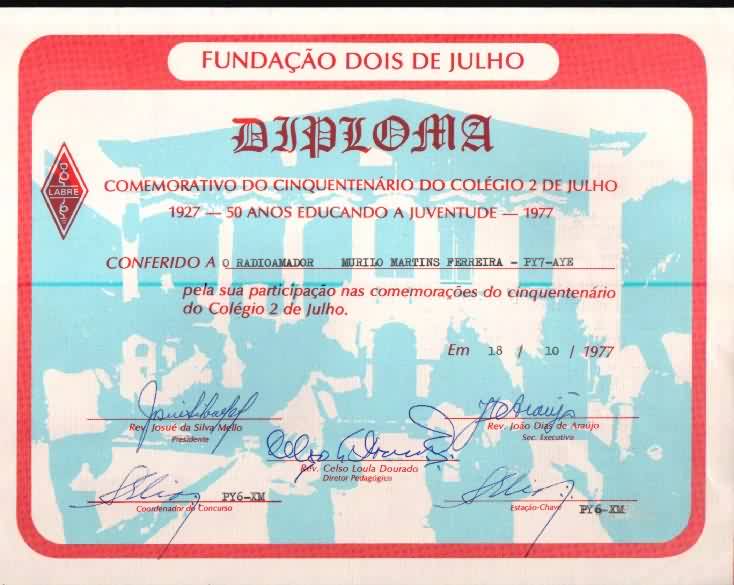 FUNDAÇÃO DOIS DE JULHO
DIPLOMA
LABRE
COMEMORATIVO DO CINQUENTENÁRIO DO COLÉGIO 2 DE JULHO
1927 — 50 ANOS EDUCANDO A JUVENTUDE — 1977
CONFERIDO A O RADIOAMADOR MURILO MARTINS FERREIRA - PY7-AYE
pela sua participação nas comemorações do cinquentenário
do Colégio 2 de Julho.
Em 18 / 10 / 1977
Rev. Josué da Silva Mello
Presidente
Rev. João Dias de Araújo
Sec. Executivo
Rev. Celso Loula Dourado
Diretor Pedagógico
PY6-XM
Coordenador do Concurso
Estação-Chave PY6-XM